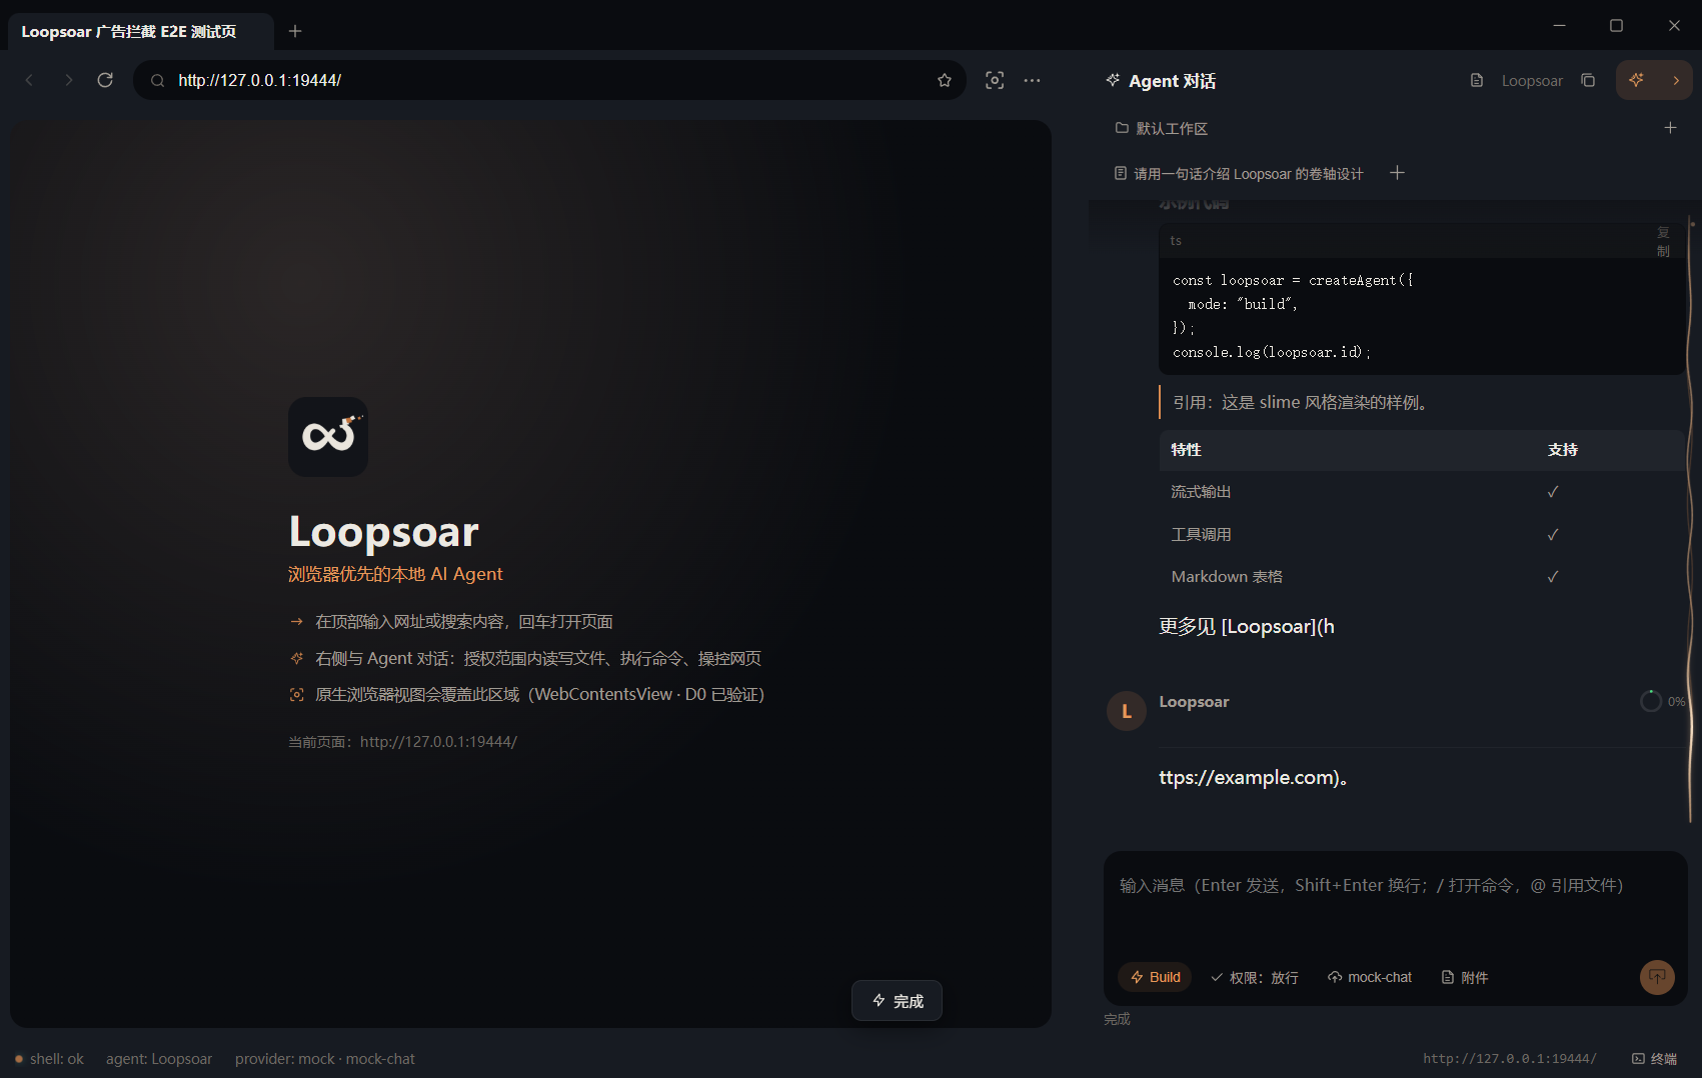 Loopsoar 广告拦截 E2E 测试页
http://127.0.0.1:19444/
Loopsoar
浏览器优先的本地 AI Agent
在顶部输入网址或搜索内容，回车打开页面
右侧与 Agent 对话：授权范围内读写文件、执行命令、操控网页
原生浏览器视图会覆盖此区域（WebContentsView · D0 已验证）
当前页面：http://127.0.0.1:19444/
完成
Agent 对话
Loopsoar
默认工作区
请用一句话介绍 Loopsoar 的卷轴设计
示例代码
ts
复制
const loopsoar = createAgent({
  mode: "build",
});
console.log(loopsoar.id);
引用：这是 slime 风格渲染的样例。
特性 支持
流式输出 ✓
工具调用 ✓
Markdown 表格 ✓
更多见 [Loopsoar](h
L
Loopsoar
0%
ttps://example.com)。
输入消息（Enter 发送，Shift+Enter 换行；/ 打开命令，@ 引用文件）
Build
权限：放行
mock-chat
附件
完成
shell: ok
agent: Loopsoar
provider: mock · mock-chat
http://127.0.0.1:19444/
终端